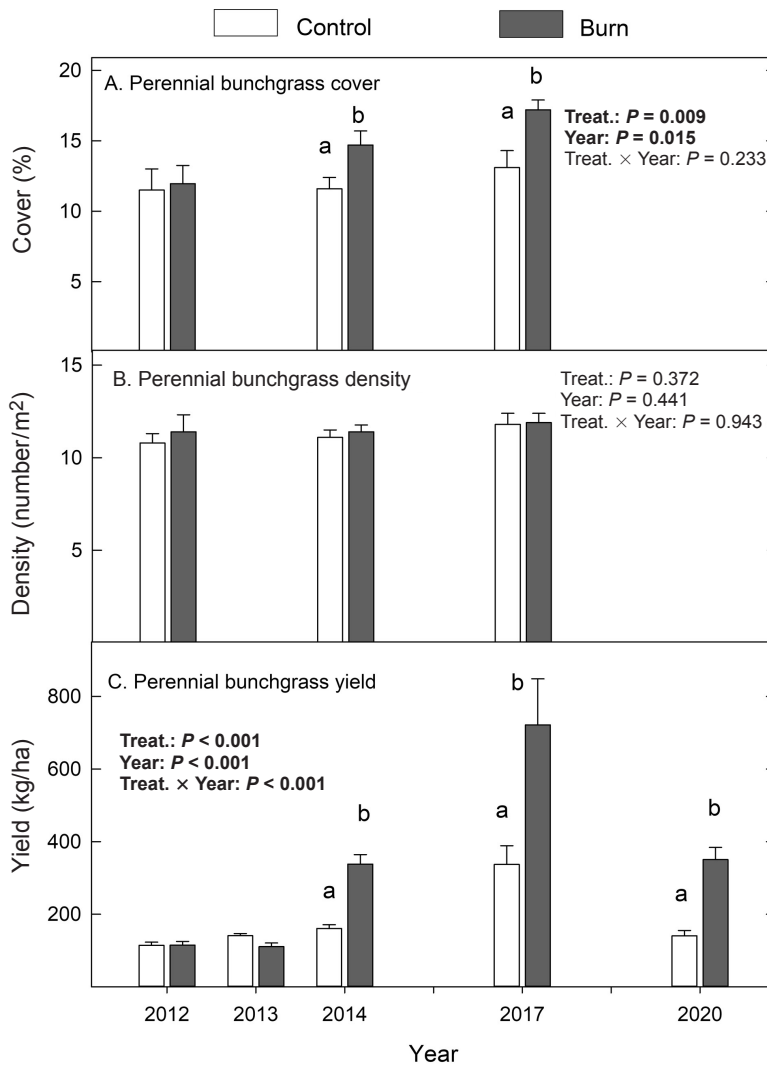 Control Burn
A. Perennial bunchgrass cover
Cover (%)
20
15
10
5
a
b
a
b
Treat.: P = 0.009
Year: P = 0.015
Treat. × Year: P = 0.233
B. Perennial bunchgrass density
Density (number/m²)
15
10
5
Treat.: P = 0.372
Year: P = 0.441
Treat. × Year: P = 0.943
C. Perennial bunchgrass yield
Yield (kg/ha)
800
600
400
200
Treat.: P < 0.001
Year: P < 0.001
Treat. × Year: P < 0.001
a
b
a
b
a
b
2012 2013 2014 2017 2020
Year